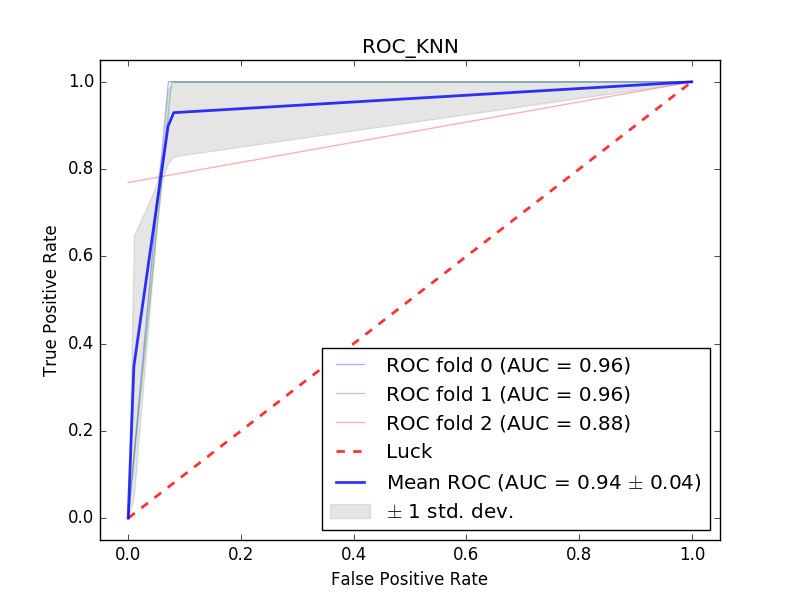 ROC_KNN
True Positive Rate
1.0
0.8
0.6
0.4
0.2
0.0
ROC fold 0 (AUC = 0.96)
ROC fold 1 (AUC = 0.96)
ROC fold 2 (AUC = 0.88)
Luck
Mean ROC (AUC = 0.94 ± 0.04)
± 1 std. dev.
0.0 0.2 0.4 0.6 0.8 1.0
False Positive Rate